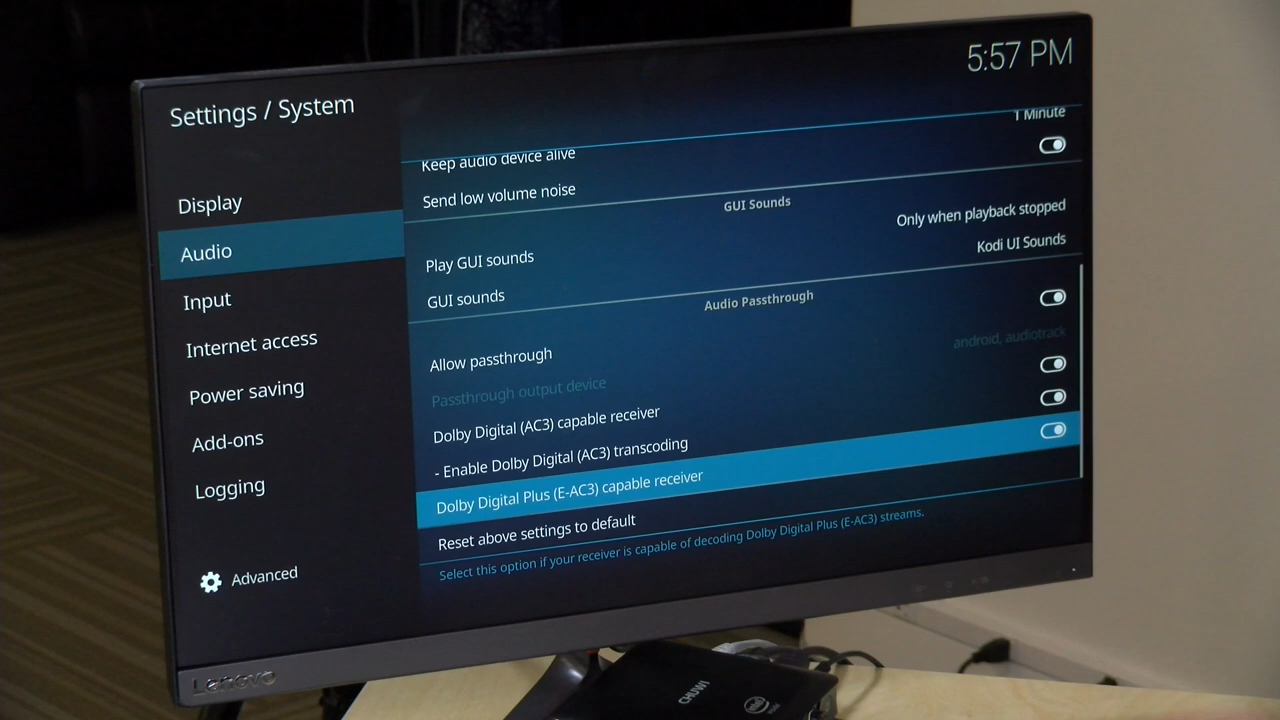 5:57 PM
Settings / System
Display
Audio
Input
Internet access
Power saving
Add-ons
Logging
Advanced
1 Minute
Keep audio device alive
Send low volume noise
GUI Sounds
Play GUI sounds Only when playback stopped
GUI sounds Kodi UI Sounds
Audio Passthrough
Allow passthrough
Passthrough output device android, audiotrack
Dolby Digital (AC3) capable receiver
- Enable Dolby Digital (AC3) transcoding
Dolby Digital Plus (E-AC3) capable receiver
Reset above settings to default
Select this option if your receiver is capable of decoding Dolby Digital Plus (E-AC3) streams.
Lenovo
CHUWI
intel